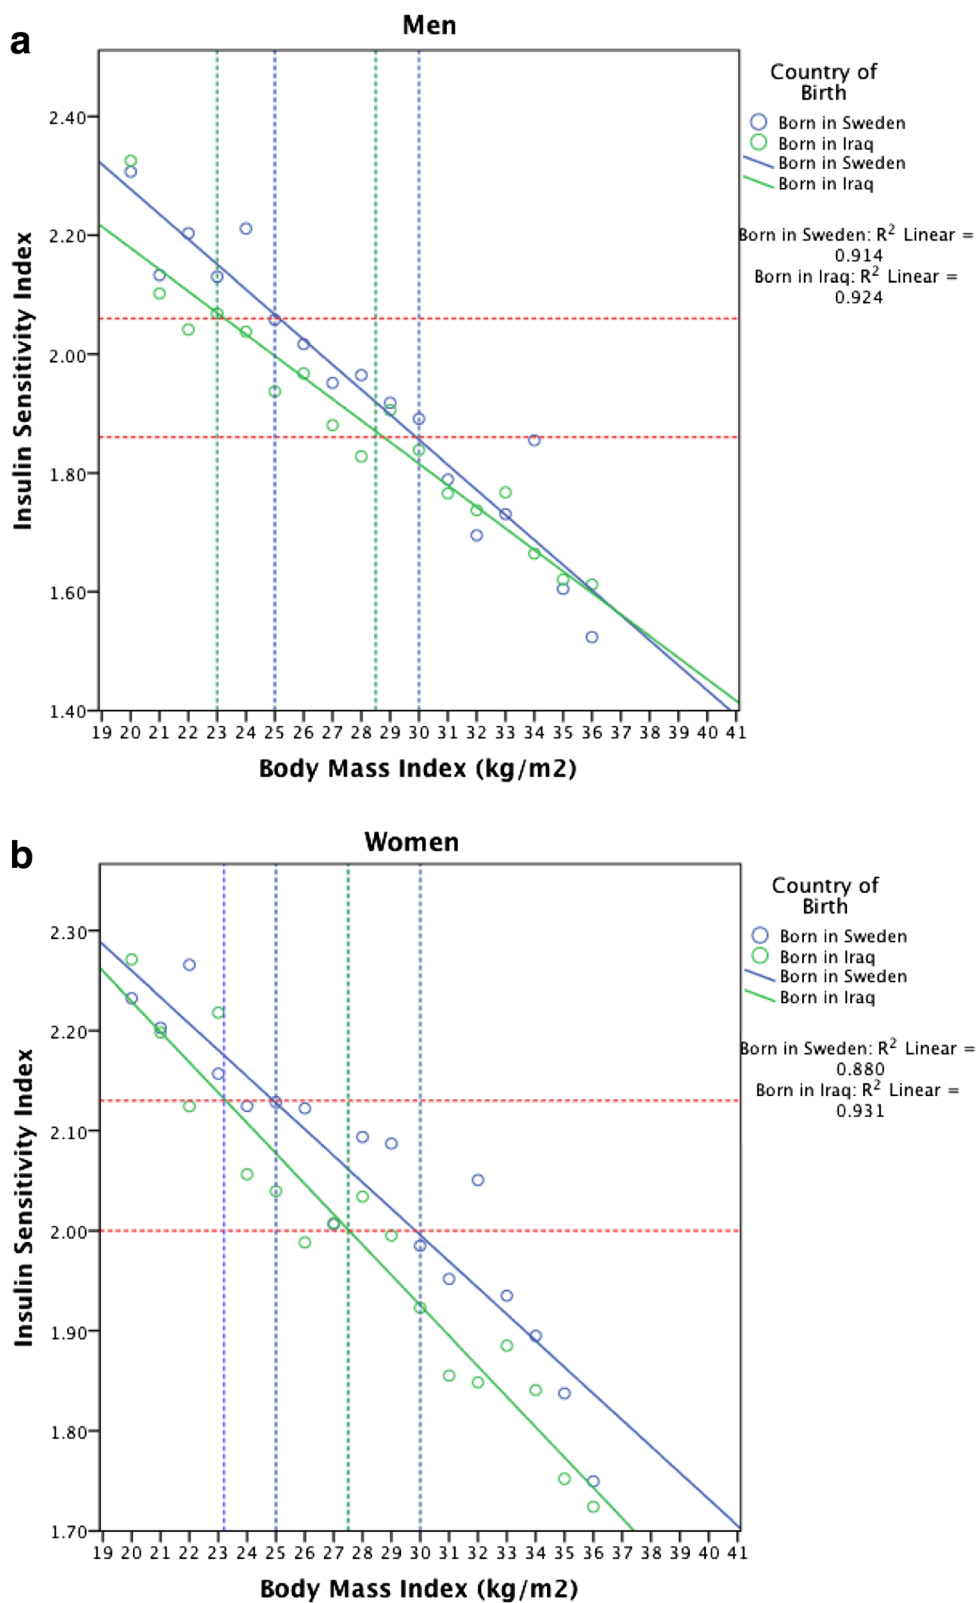 a
Men
Insulin Sensitivity Index
2.40
2.20
2.00
1.80
1.60
1.40
19 20 21 22 23 24 25 26 27 28 29 30 31 32 33 34 35 36 37 38 39 40 41
Body Mass Index (kg/m2)
Country of
Birth
Born in Sweden
Born in Iraq
Born in Sweden
Born in Iraq
Born in Sweden: R² Linear =
0.914
Born in Iraq: R² Linear =
0.924
b
Women
Insulin Sensitivity Index
2.30
2.20
2.10
2.00
1.90
1.80
1.70
19 20 21 22 23 24 25 26 27 28 29 30 31 32 33 34 35 36 37 38 39 40 41
Body Mass Index (kg/m2)
Country of
Birth
Born in Sweden
Born in Iraq
Born in Sweden
Born in Iraq
Born in Sweden: R² Linear =
0.880
Born in Iraq: R² Linear =
0.931